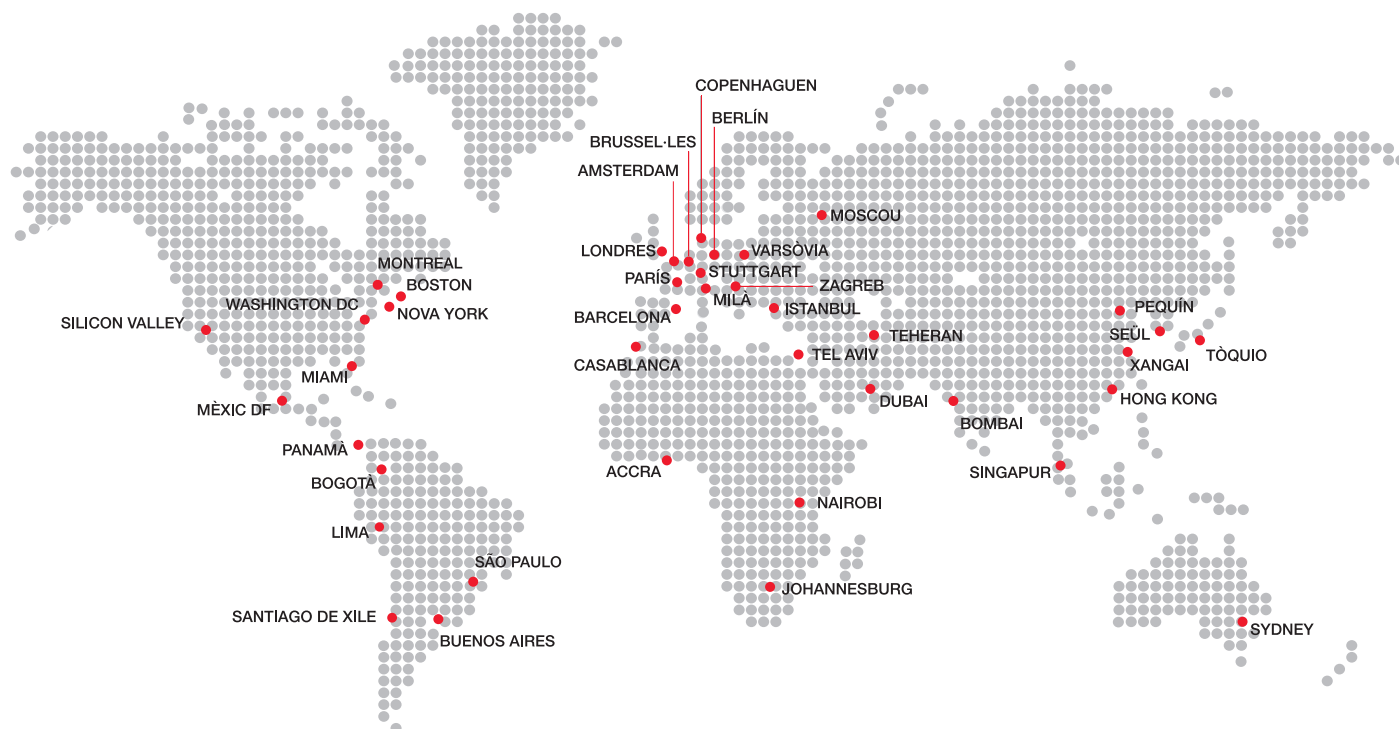 COPENHAGUEN
BERLÍN
BRUSSEL·LES
AMSTERDAM
MOSCOU
LONDRES
VARSÒVIA
MONTREAL
STUTTGART
PARÍS
BOSTON
ZAGREB
MILÀ
WASHINGTON DC
NOVA YORK
ISTANBUL
PEQUÍN
SILICON VALLEY
BARCELONA
TEHERAN
SEÜL
TEL AVIV
TÒQUIO
CASABLANCA
XANGAI
MIAMI
DUBAI
HONG KONG
MÈXIC DF
BOMBAI
PANAMÀ
ACCRA
SINGAPUR
BOGOTÀ
NAIROBI
LIMA
SÃO PAULO
JOHANNESBURG
SANTIAGO DE XILE
SYDNEY
BUENOS AIRES